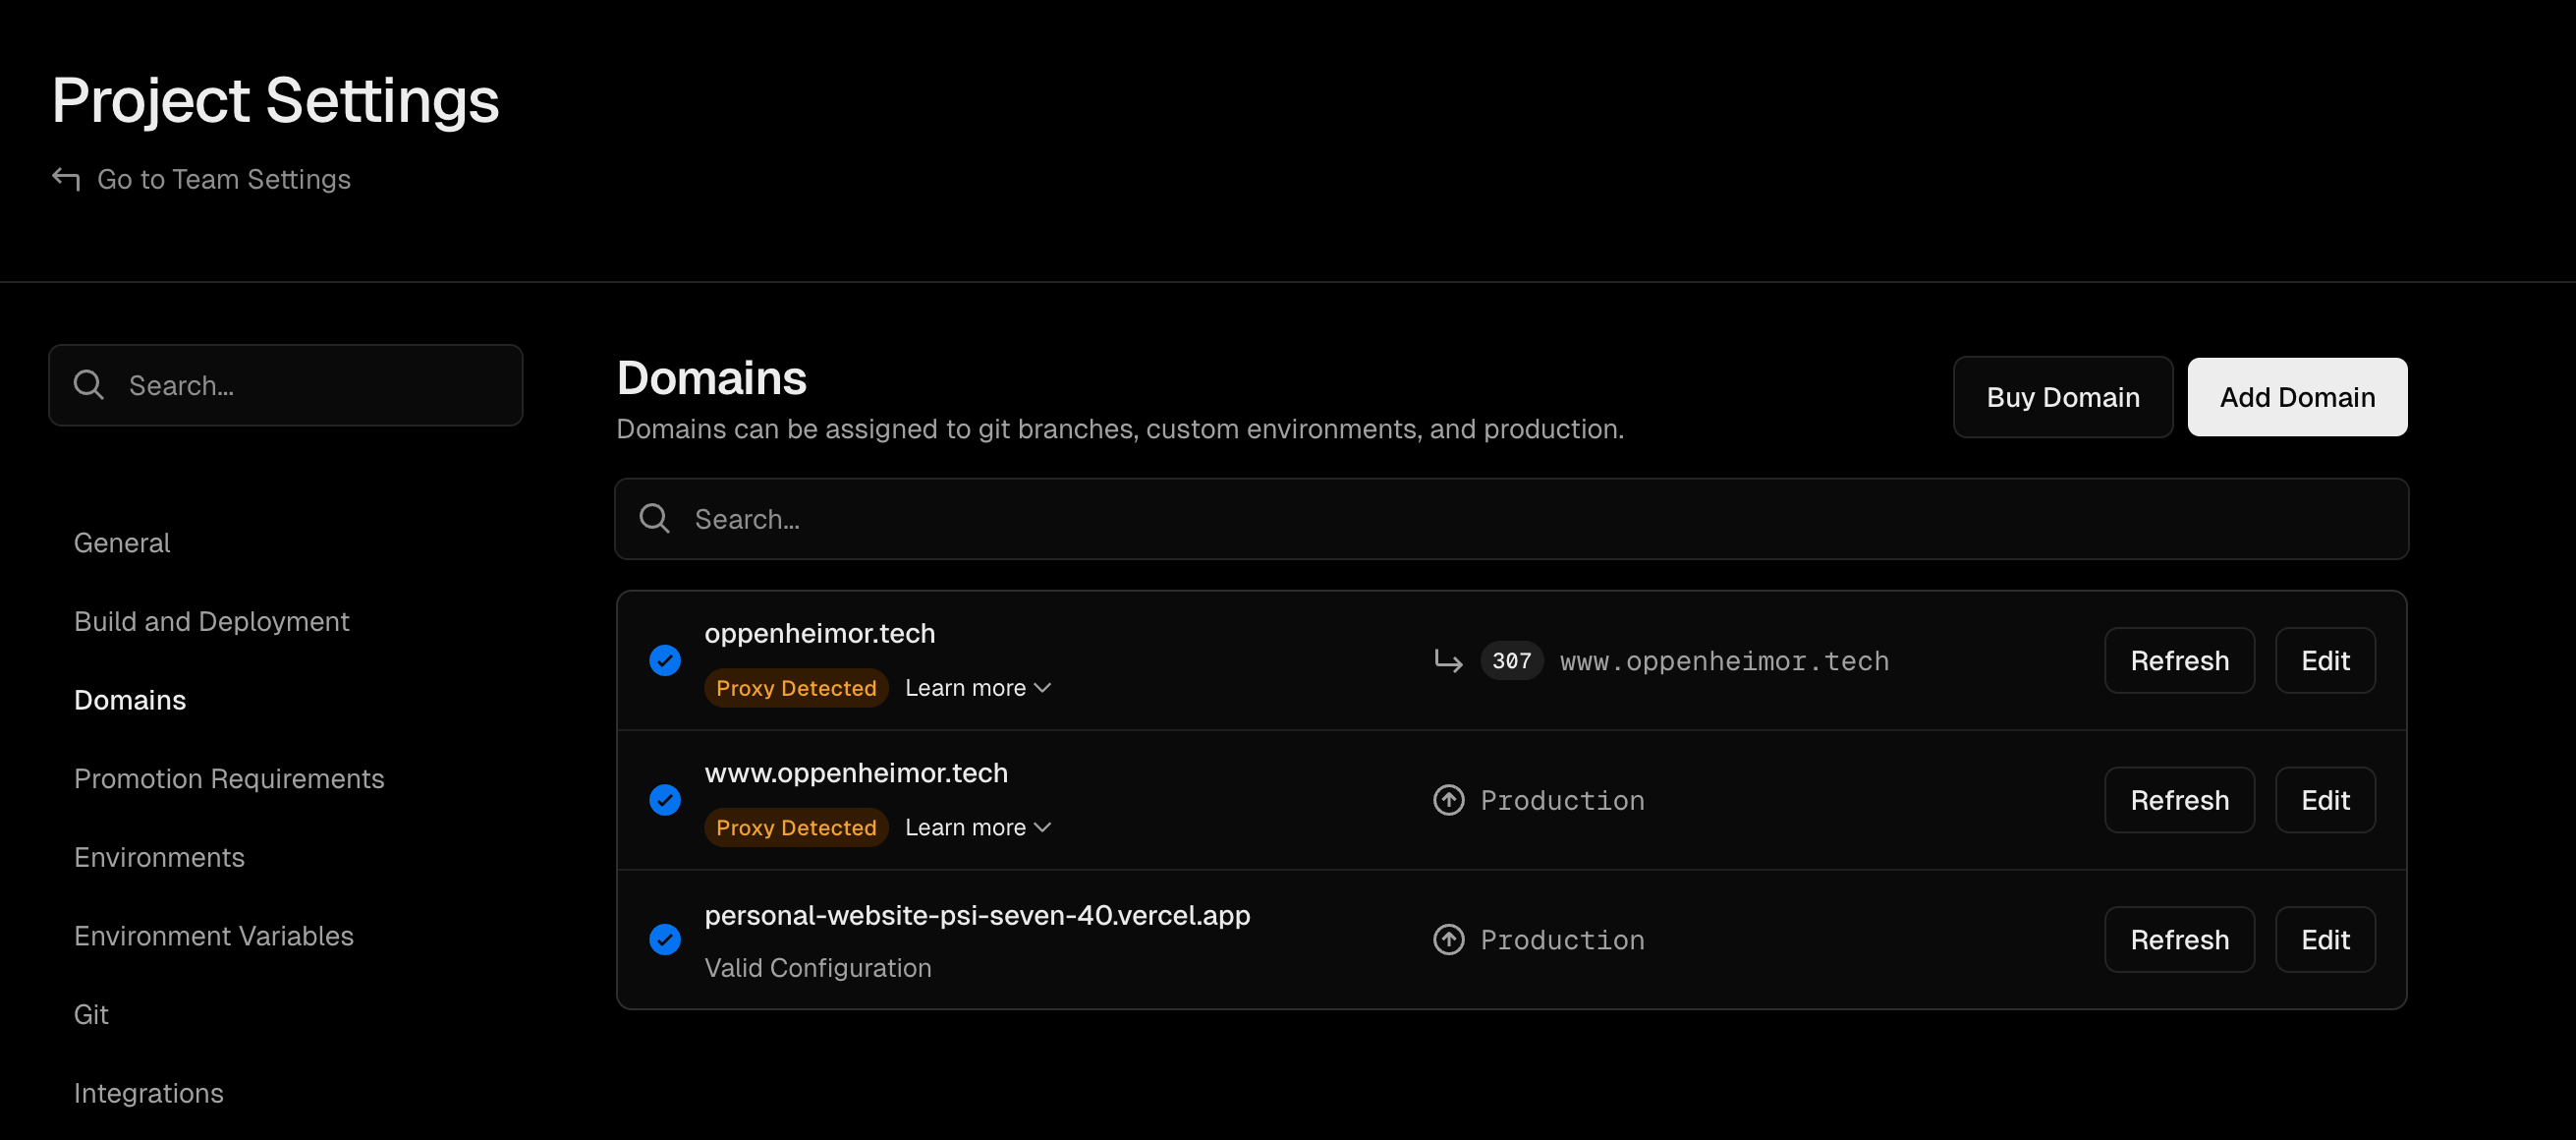 Project Settings
Go to Team Settings
Search...
General
Build and Deployment
Domains
Promotion Requirements
Environments
Environment Variables
Git
Integrations
Domains
Domains can be assigned to git branches, custom environments, and production.
Buy Domain
Add Domain
Search...
oppenheimor.tech
Proxy Detected Learn more
307 www.oppenheimor.tech
Refresh Edit
www.oppenheimor.tech
Proxy Detected Learn more
Production
Refresh Edit
personal-website-psi-seven-40.vercel.app
Valid Configuration
Production
Refresh Edit